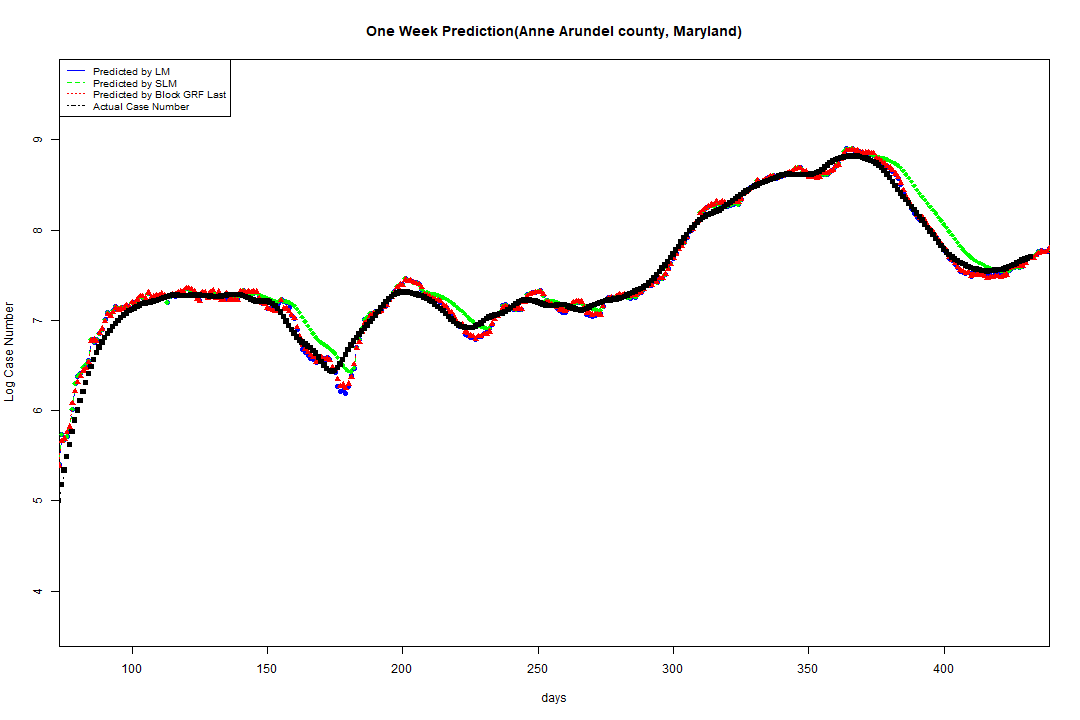 One Week Prediction(Anne Arundel county, Maryland)
Predicted by LM
Predicted by SLM
Predicted by Block GRF Last
Actual Case Number
9
8
7
6
5
4
Log Case Number
100 150 200 250 300 350 400
days